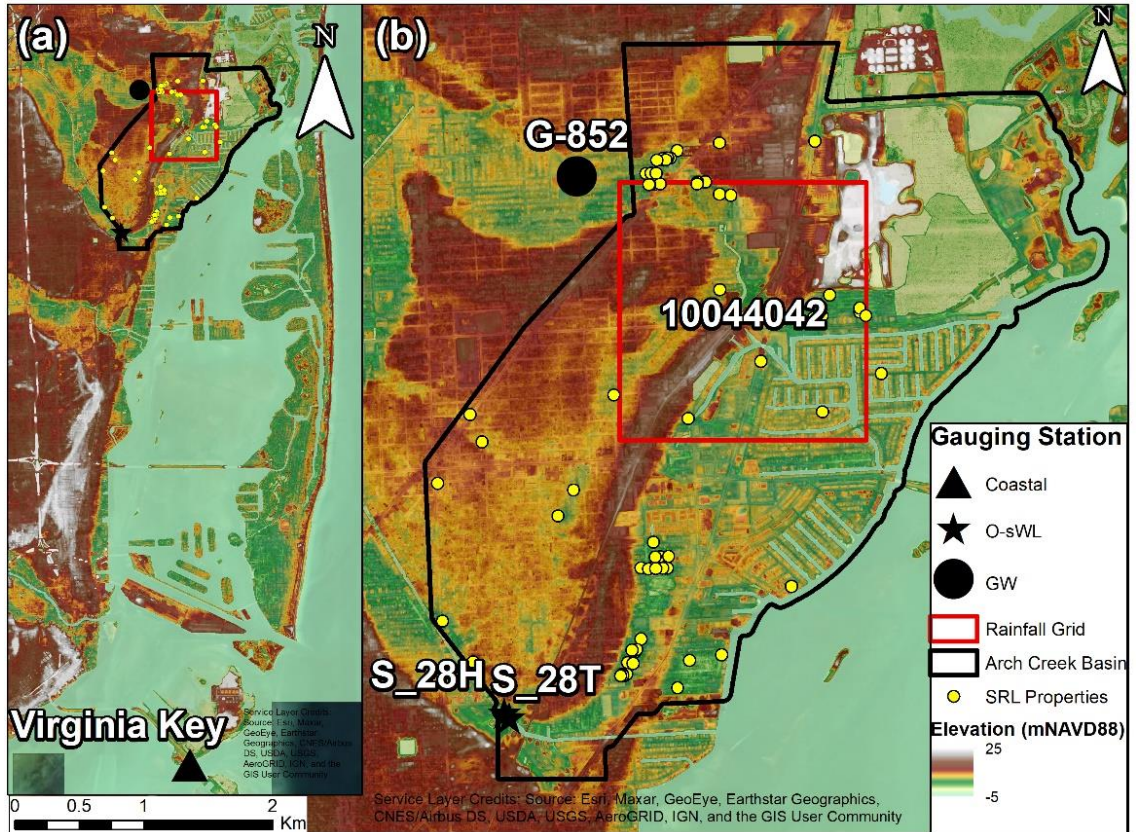 (a)
N
Virginia Key
Service Layer Credits:
Source: Esri, Maxar,
GeoEye, Earthstar
Geographics, CNES/Airbus
DS, USDA, USGS,
AeroGRID, IGN, and the
GIS User Community
0 0.5 1 2
Km
(b)
N
G-852
10044042
S_28H
S_28T
Service Layer Credits: Source: Esri, Maxar, GeoEye, Earthstar Geographics,
CNES/Airbus DS, USDA, USGS, AeroGRID, IGN, and the GIS User Community
Gauging Station
Coastal
O-sWL
GW
Rainfall Grid
Arch Creek Basin
SRL Properties
Elevation (mNAVD88)
25
-5